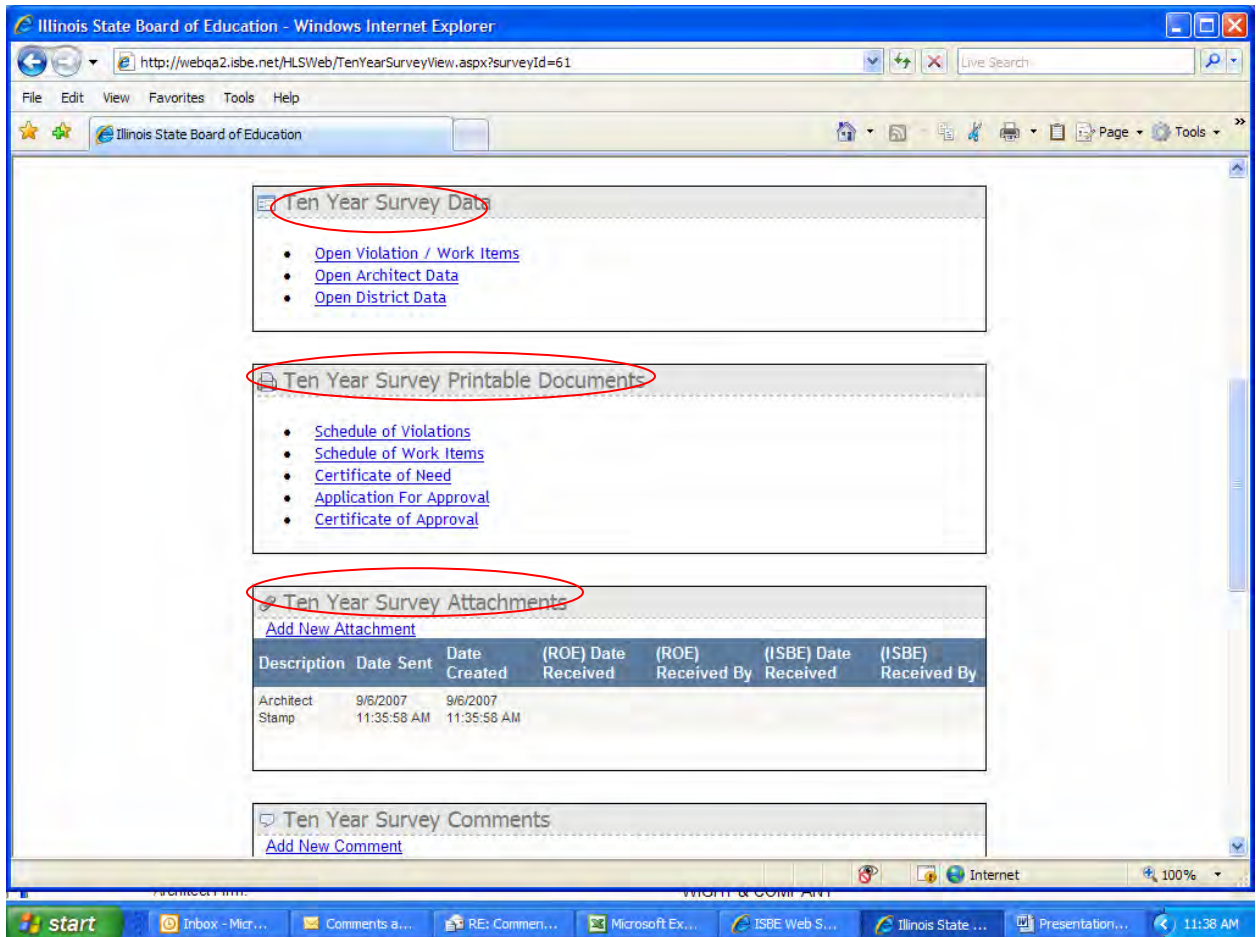 Illinois State Board of Education - Windows Internet Explorer
http://webqa2.isbe.net/HLSWeb/TenYearSurveyView.aspx?surveyId=61
Live Search
File Edit View Favorites Tools Help
Illinois State Board of Education
Page Tools
Ten Year Survey Data
Open Violation / Work Items
Open Architect Data
Open District Data
Ten Year Survey Printable Documents
Schedule of Violations
Schedule of Work Items
Certificate of Need
Application For Approval
Certificate of Approval
Ten Year Survey Attachments
Add New Attachment
Description Date Sent Date Created (ROE) Date Received (ROE) Received By (ISBE) Date Received (ISBE) Received By
Architect Stamp 9/6/2007 11:35:58 AM 9/6/2007 11:35:58 AM
Ten Year Survey Comments
Add New Comment
Internet 100%
start Inbox - Micr... Comments a... RE: Commen... Microsoft Ex... ISBE Web S... Illinois State ... Presentation... 11:38 AM